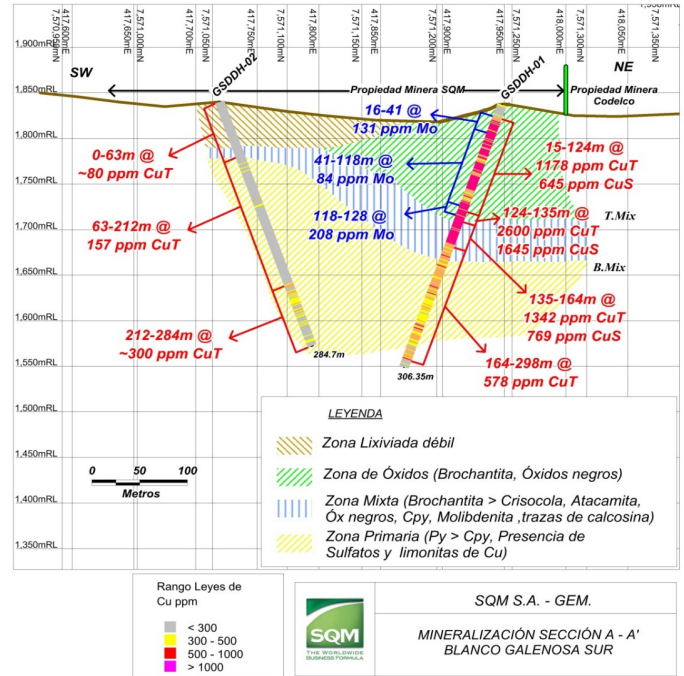 7,570,950mN
417,600mE
417,650mE
7,571,000mN
417,700mE
7,571,050mN
417,750mE
7,571,100mN
417,800mE
7,571,200mN
417,900mE
417,950mE
7,571,250mN
418,000mE
7,571,300mN
418,050mE
7,571,350mN
1,900mRL
1,850mRL
1,800mRL
1,750mRL
1,700mRL
1,650mRL
1,600mRL
1,550mRL
1,500mRL
1,450mRL
1,400mRL
1,350mRL
SW
GSDDH-02
Propiedad Minera SQM
GSDDH-01
NE
Propiedad Minera
Codelco
0-63m @
~80 ppm CuT
63-212m @
157 ppm CuT
212-284m @
~300 ppm CuT
284.7m
16-41 @
131 ppm Mo
41-118m @
84 ppm Mo
118-128 @
208 ppm Mo
15-124m @
1178 ppm CuT
645 ppm CuS
124-135m @
2600 ppm CuT
1645 ppm CuS
T.Mix
B.Mix
135-164m @
1342 ppm CuT
769 ppm CuS
164-298m @
578 ppm CuT
306.35m
0 50 100
Metros
LEYENDA
Zona Lixiviada débil
Zona de Óxidos (Brochantita, Óxidos negros)
Zona Mixta (Brochantita > Crisocola, Atacamita,
Óx negros, Cpy, Molibdenita ,trazas de calcosina)
Zona Primaria (Py > Cpy, Presencia de
Sulfatos y limonitas de Cu)
Rango Leyes de
Cu ppm
< 300
300 - 500
500 - 1000
> 1000
SQM
THE WORLDWIDE
BUSINESS FORMULA
SQM S.A. - GEM.
MINERALIZACIÓN SECCIÓN A - A'
BLANCO GALENOSA SUR